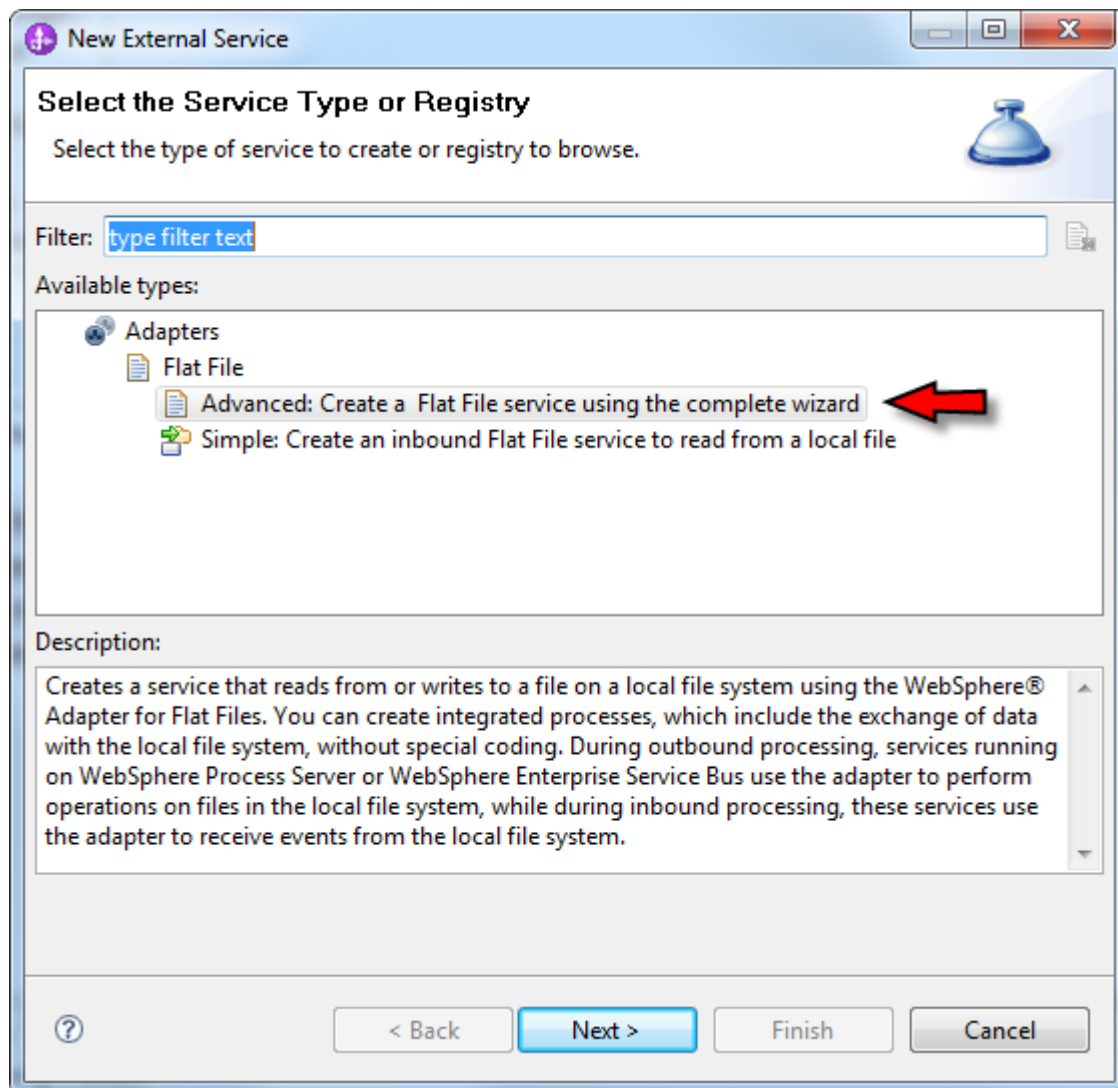 New External Service
Select the Service Type or Registry
Select the type of service to create or registry to browse.
Filter: type filter text
Available types:
Adapters
Flat File
Advanced: Create a  Flat File service using the complete wizard
Simple: Create an inbound Flat File service to read from a local file
Description:
Creates a service that reads from or writes to a file on a local file system using the WebSphere®
Adapter for Flat Files. You can create integrated processes, which include the exchange of data
with the local file system, without special coding. During outbound processing, services running
on WebSphere Process Server or WebSphere Enterprise Service Bus use the adapter to perform
operations on files in the local file system, while during inbound processing, these services use
the adapter to receive events from the local file system.
? < Back Next > Finish Cancel